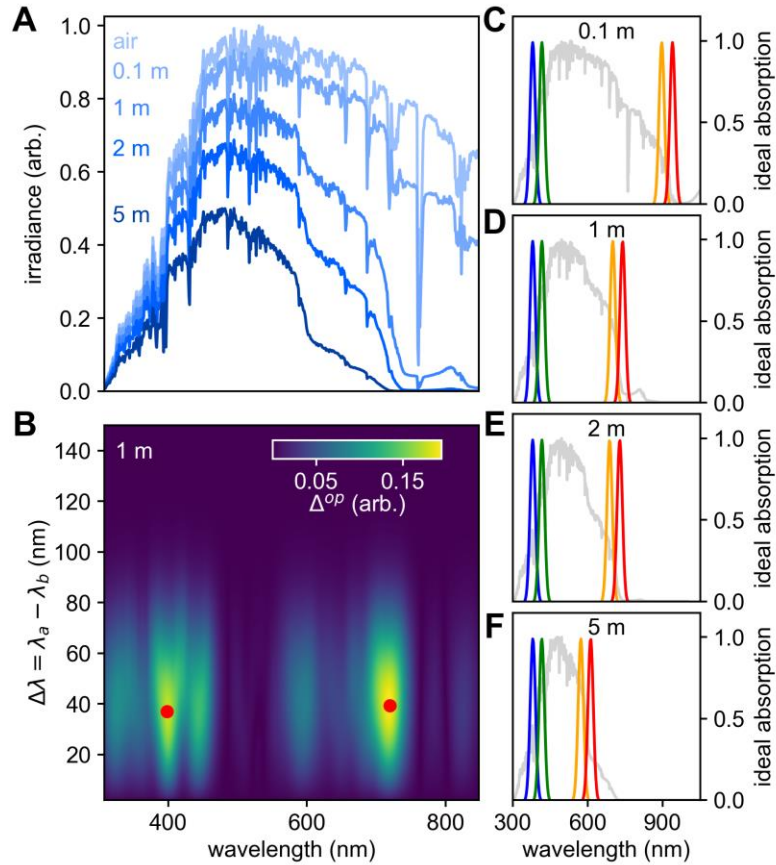 A
1.0
0.8
0.6
0.4
0.2
0.0
irradiance (arb.)
air
0.1 m
1 m
2 m
5 m
B
1 m
0.05
0.15
Δ^{op} (arb.)
140
120
100
80
60
40
20
Δλ = λ_a − λ_b (nm)
400
600
800
wavelength (nm)
C
0.1 m
1.0
0.5
0.0
ideal absorption
D
1 m
1.0
0.5
0.0
ideal absorption
E
2 m
1.0
0.5
0.0
ideal absorption
F
5 m
1.0
0.5
0.0
ideal absorption
300
600
900
wavelength (nm)